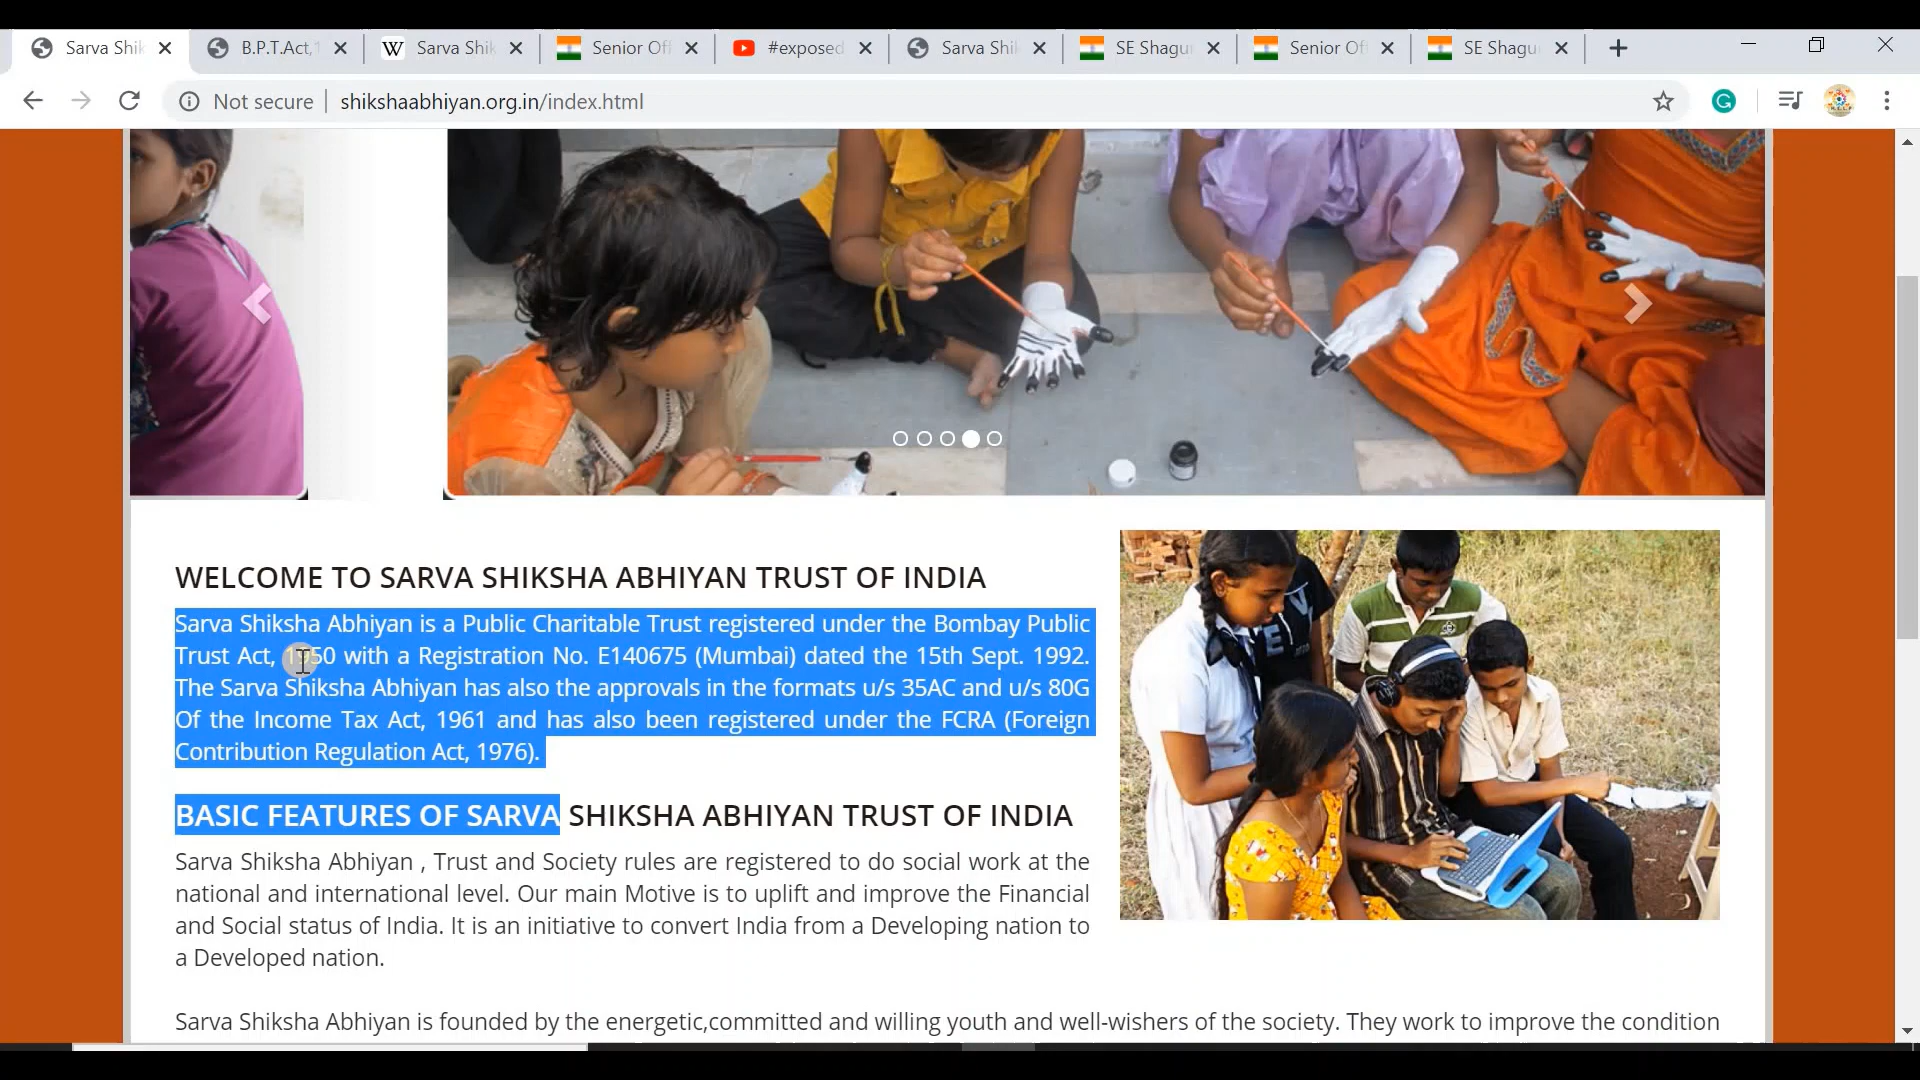 Sarva Shik
B.P.T.Act,
W
Sarva Shik
Senior Off
#exposed
Sarva Shik
SE Shagu
Senior Of
SE Shagu
Not secure
shikshaabhiyan.org.in/index.html
WELCOME TO SARVA SHIKSHA ABHIYAN TRUST OF INDIA
Sarva Shiksha Abhiyan is a Public Charitable Trust registered under the Bombay Public
Trust Act, 1950 with a Registration No. E140675 (Mumbai) dated the 15th Sept. 1992.
The Sarva Shiksha Abhiyan has also the approvals in the formats u/s 35AC and u/s 80G
Of the Income Tax Act, 1961 and has also been registered under the FCRA (Foreign
Contribution Regulation Act, 1976).
BASIC FEATURES OF SARVA SHIKSHA ABHIYAN TRUST OF INDIA
Sarva Shiksha Abhiyan , Trust and Society rules are registered to do social work at the
national and international level. Our main Motive is to uplift and improve the Financial
and Social status of India. It is an initiative to convert India from a Developing nation to
a Developed nation.
Sarva Shiksha Abhiyan is founded by the energetic,committed and willing youth and well-wishers of the society. They work to improve the condition